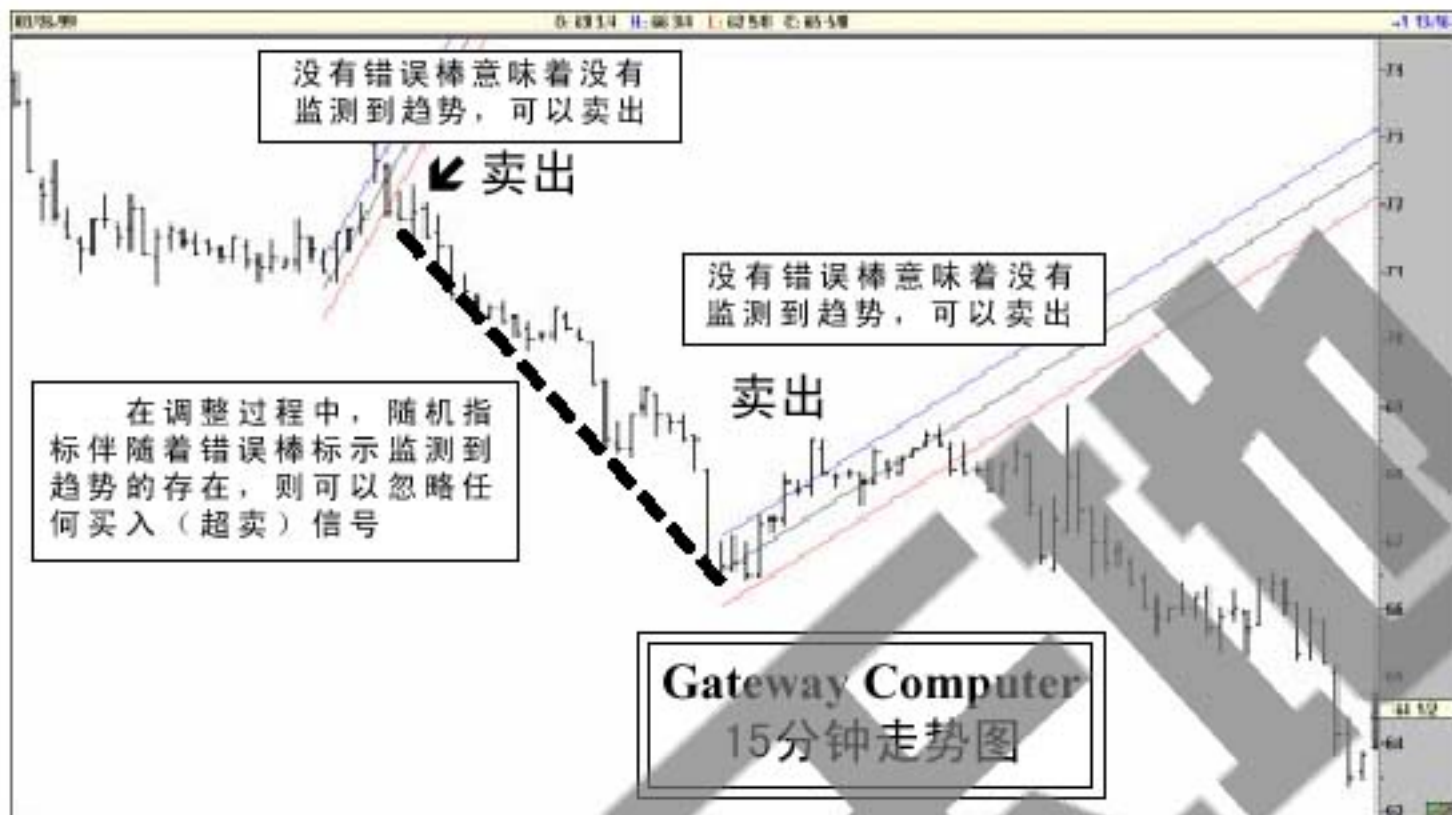 没有错误棒意味着没有
监测到趋势，可以卖出
卖出
没有错误棒意味着没有
监测到趋势，可以卖出
卖出
在调整过程中，随机指
标伴随着错误棒标示监测到
趋势的存在，则可以忽略任
何买入（超卖）信号
Gateway Computer
15分钟走势图